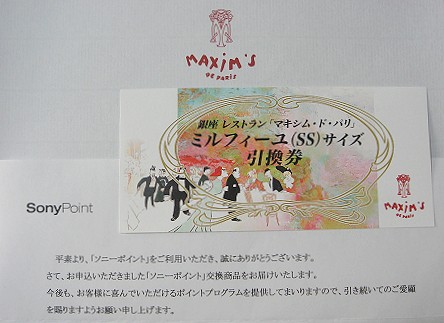 MAXIM'S
DE PARIS
銀座 レストラン「マキシム・ド・パリ」
ミルフィーユ(SS)サイズ
引換券
MAXIM'S
DE PARIS
SonyPoint
平素より、「ソニーポイント」をご利用いただき、誠にありがとうございます。
さて、お申込いただきました「ソニーポイント」交換商品をお届けいたします。
今後も、お客様に喜んでいただけるポイントプログラムを提供してまいりますので、引き続いてのご愛顧
を賜りますようお願い申し上げます。